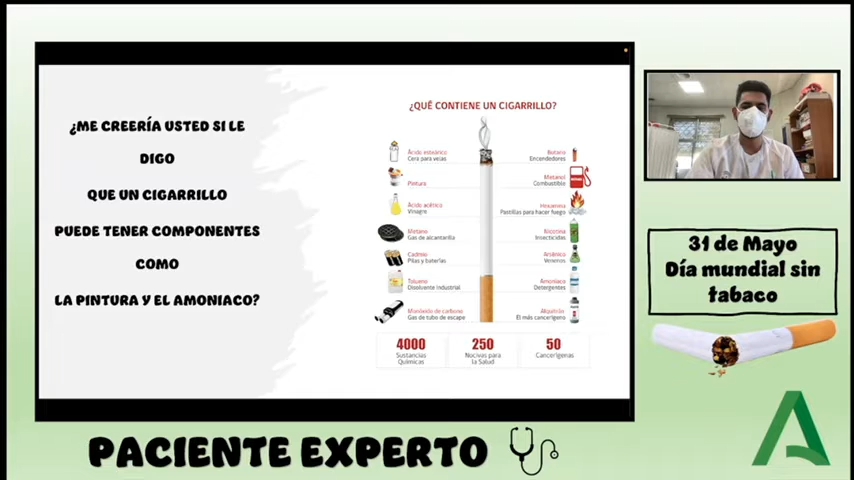 ¿ME CREERÍA USTED SI LE
DIGO
QUE UN CIGARRILLO
PUEDE TENER COMPONENTES
COMO
LA PINTURA Y EL AMONIACO?
¿QUÉ CONTIENE UN CIGARRILLO?
Ácido esteárico
Cera para velas
Pintura
Ácido acético
Vinagre
Metano
Gas de alcantarilla
Cadmio
Pilas y baterías
Tolueno
Disolvente industrial
Monóxido de carbono
Gas de tubo de escape
Butano
Encendedores
Metanol
Combustible
Hexamina
Pastillas para hacer fuego
Nicotina
Insecticidas
Arsénico
Venenos
Amoniaco
Detergentes
Alquitrán
El más cancerígeno
4000
Sustancias
Químicas
250
Nocivas para
la Salud
50
Cancerígenas
31 de Mayo
Día mundial sin
tabaco
PACIENTE EXPERTO